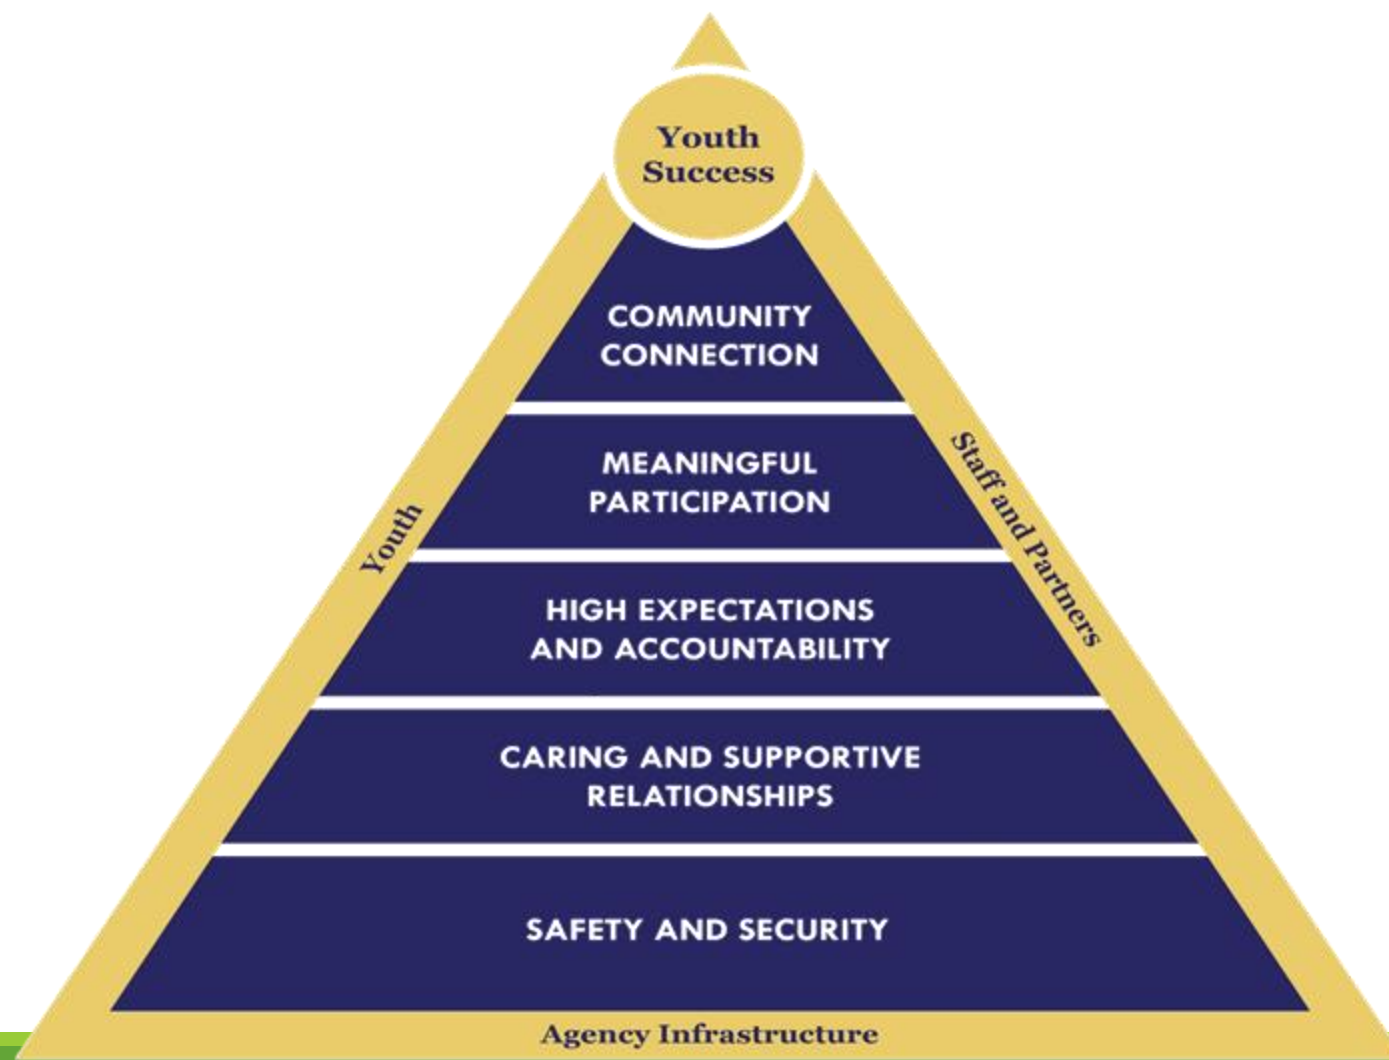 Youth
Success
COMMUNITY
CONNECTION
MEANINGFUL
PARTICIPATION
Youth
Staff and Partners
HIGH EXPECTATIONS
AND ACCOUNTABILITY
CARING AND SUPPORTIVE
RELATIONSHIPS
SAFETY AND SECURITY
Agency Infrastructure